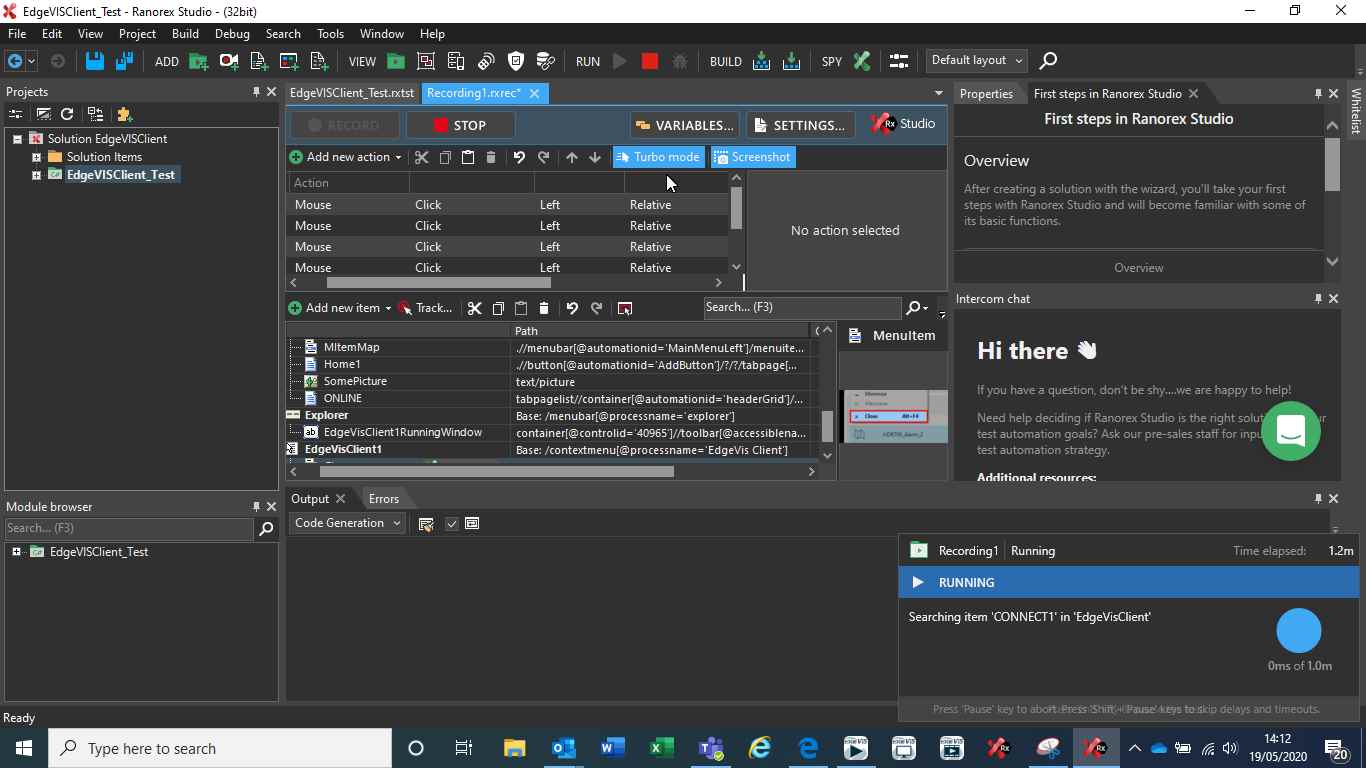 EdgeVISClient_Test - Ranorex Studio - (32bit)
File Edit View Project Build Debug Search Tools Window Help
ADD VIEW RUN BUILD SPY Default layout
Projects
Solution EdgeVISClient
Solution Items
EdgeVISClient_Test
Module browser
Search... (F3)
EdgeVISClient_Test
EdgeVISClient_Test.rxtst Recording1.rxrec*
RECORD STOP VARIABLES... SETTINGS... Rx Studio
Add new action Turbo mode Screenshot
Action
Mouse Click Left Relative
Mouse Click Left Relative
Mouse Click Left Relative
Mouse Click Left Relative
No action selected
Add new item Track... Search... (F3)
Path
MItemMap .//menubar[@automationid='MainMenuLeft']/menuite...
Home1 .//button[@automationid='AddButton']/?/?/tabpage[...
SomePicture text/picture
ONLINE tabpagelist//container[@automationid='headerGrid']/...
Explorer Base: /menubar[@processname='explorer']
EdgeVisClient1RunningWindow container[@controlid='40965']//toolbar[@accessiblena...
EdgeVisClient1 Base: /contextmenu[@processname='EdgeVis Client']
MenuItem
Close Alt+F4
Output Errors
Code Generation
Properties First steps in Ranorex Studio
First steps in Ranorex Studio
Overview
After creating a solution with the wizard, you'll take your first
steps with Ranorex Studio and will become familiar with some of
its basic functions.
Overview
Whitelist
Intercom chat
Hi there
If you have a question, don't be shy....we are happy to help!
Need help deciding if Ranorex Studio is the right
test automation goals? Ask our pre-sales staff for
test automation strategy.
Additional resources:
Recording1 Running Time elapsed: 1.2m
RUNNING
Searching item 'CONNECT1' in 'EdgeVisClient'
0ms of 1.0m
Press 'Pause' key to abort. Press 'Shift + Pause' keys to skip delays and timeouts.
Ready
Type here to search
14:12
19/05/2020
20